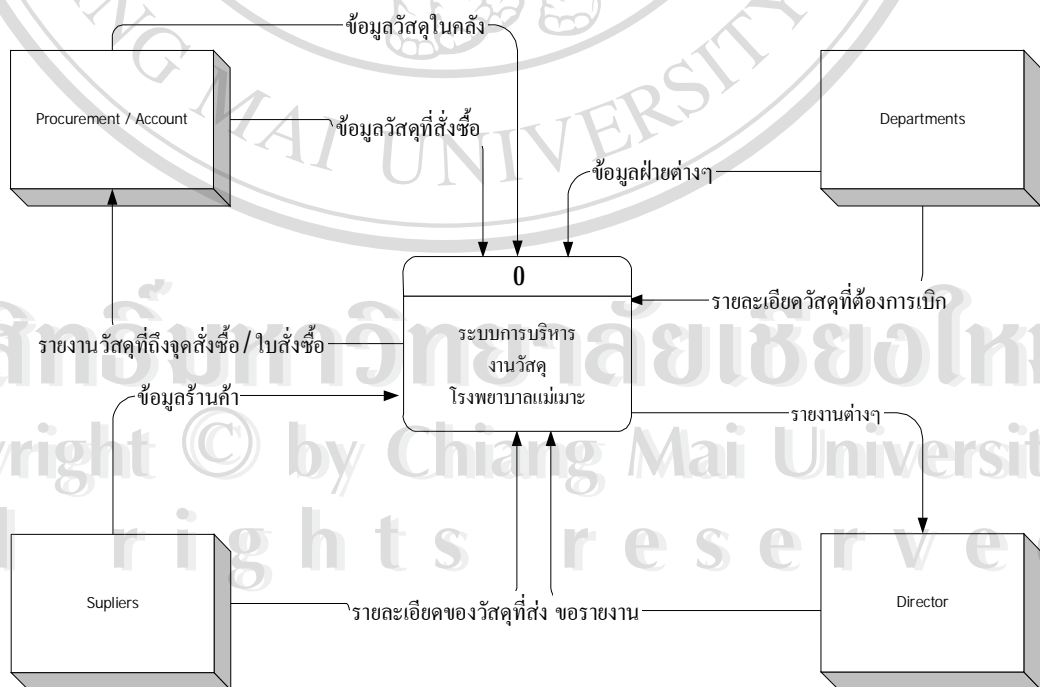 ข้อมูลวัสดุในคลัง
Procurement / Account
ข้อมูลวัสดุที่สั่งซื้อ
Departments
ข้อมูลฝ่ายต่างๆ
0
ระบบการบริหาร
งานวัสดุ
โรงพยาบาลแม่เมาะ
รายละเอียดวัสดุที่ต้องการเบิก
รายงานวัสดุที่ถึงจุดสั่งซื้อ / ใบสั่งซื้อ
ข้อมูลร้านค้า
รายงานต่างๆ
Supliers
รายละเอียดของวัสดุที่ส่ง ขอรายงาน
Director
MAI UNIVERSITY
มหาวิทยาลัยเชียงใหม่
© by Chiang Mai
rights